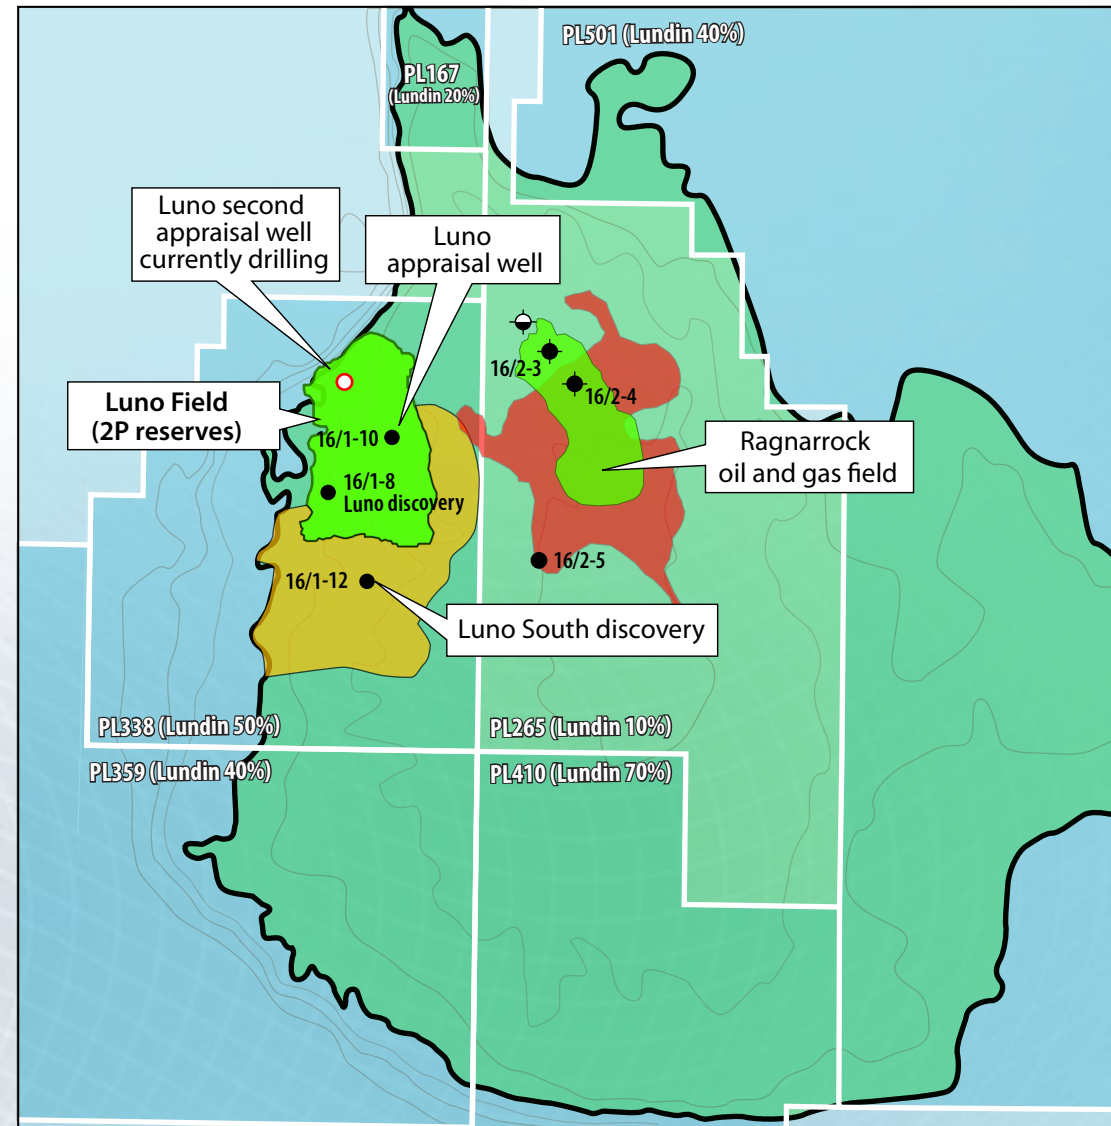 PL501 (Lundin 40%)
PL167
(Lundin 20%)
Luno second
appraisal well
currently drilling
Luno
appraisal well
16/2-3
16/2-4
Luno Field
(2P reserves)
16/1-10
Ragnarrock
oil and gas field
16/1-8
Luno discovery
16/2-5
16/1-12
Luno South discovery
PL338 (Lundin 50%)
PL265 (Lundin 10%)
PL359 (Lundin 40%)
PL410 (Lundin 70%)